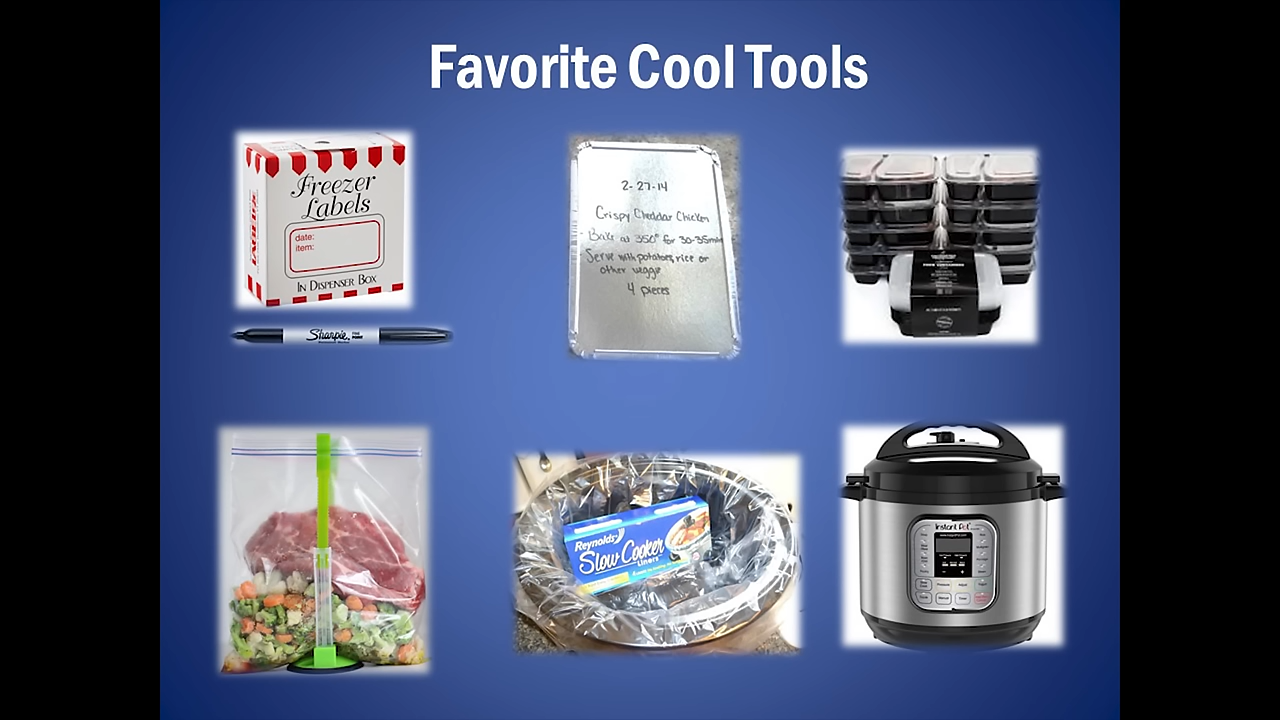 Favorite Cool Tools
Freezer
Labels
date:
item:
IN DISPENSER BOX
Sharpie
2-27-14
Crispy Cheddar Chicken
Bake at 350° for 30-35min
Serve with potatoes, rice or
other veggie
4 pieces
Reynolds
Slow Cooker
Liners
Instant Pot